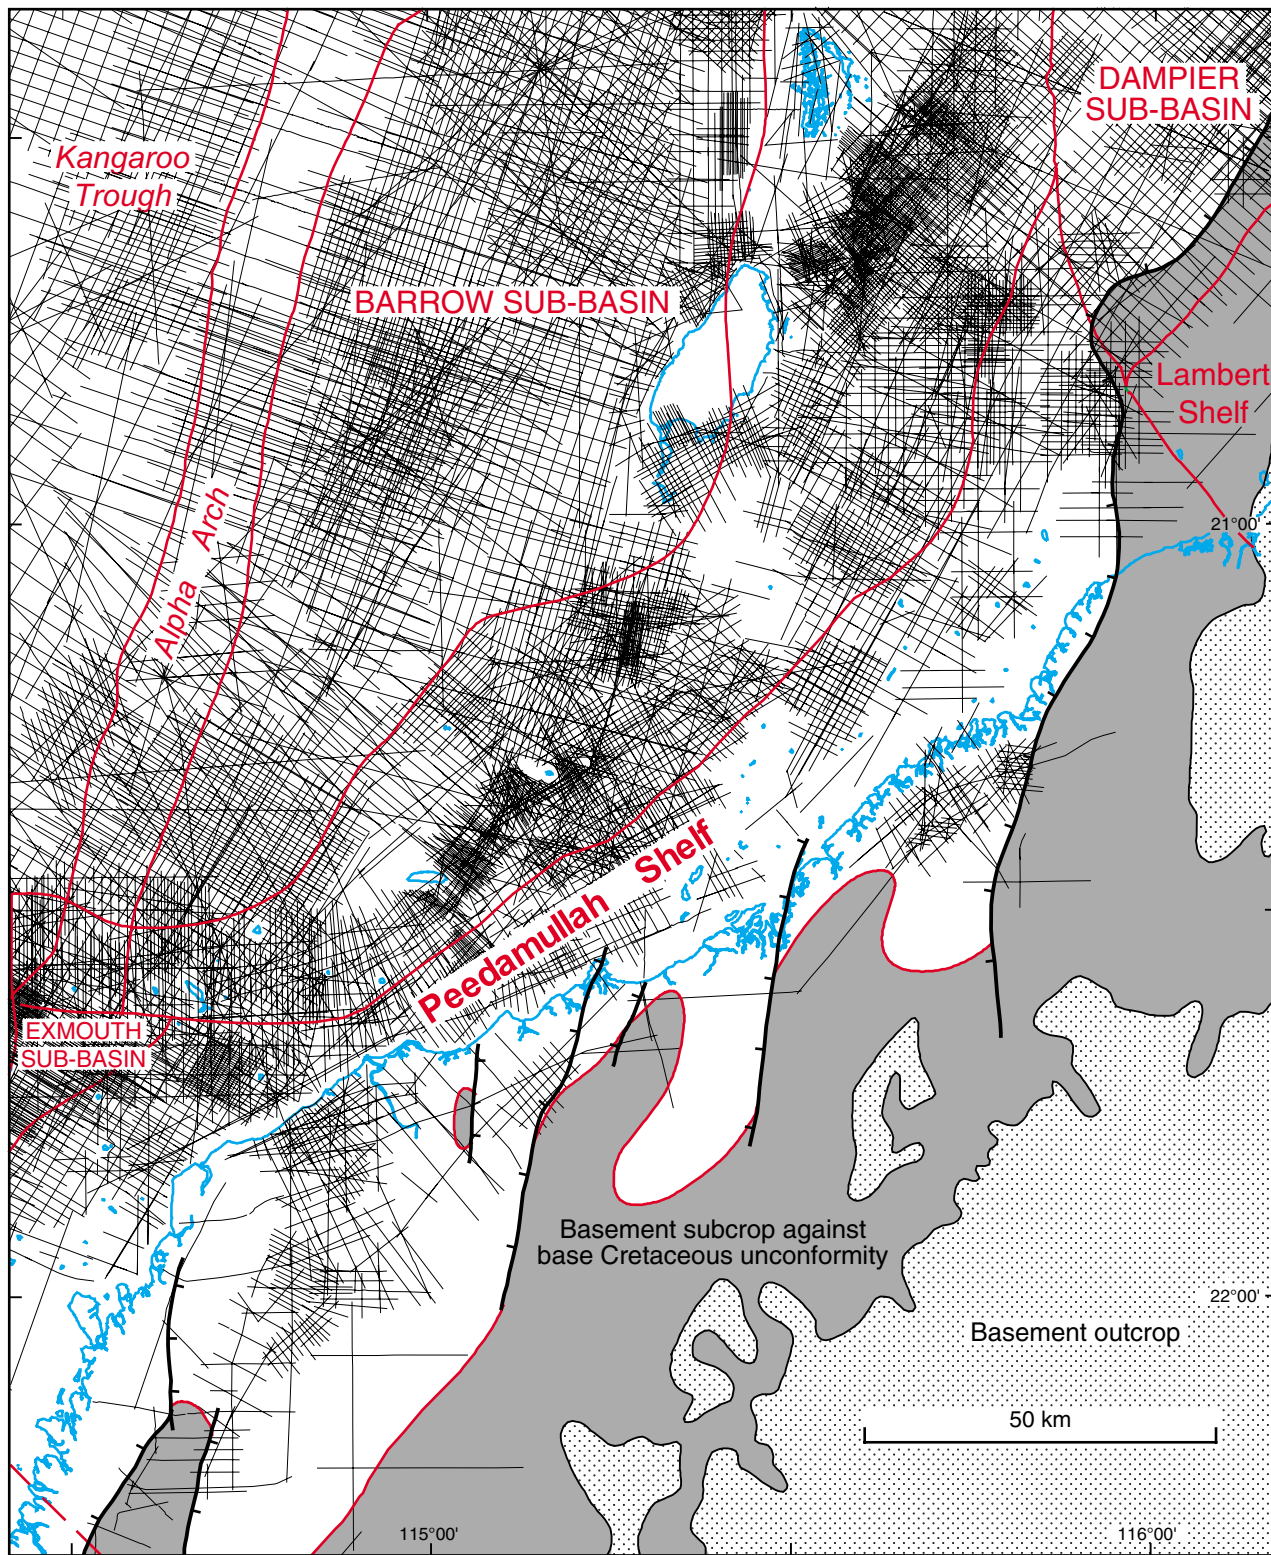 DAMPIER
SUB-BASIN
Kangaroo
Trough
BARROW SUB-BASIN
Lambert
Shelf
21°00'
Alpha Arch
Peedamullah Shelf
EXMOUTH
SUB-BASIN
Basement subcrop against
base Cretaceous unconformity
22°00'
Basement outcrop
50 km
115°00'
116°00'